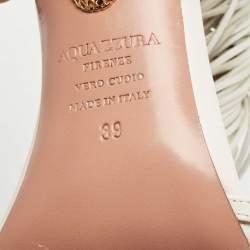 AQUAZZURA
FIRENZE
VERO CUOIO
MADE IN ITALY
39